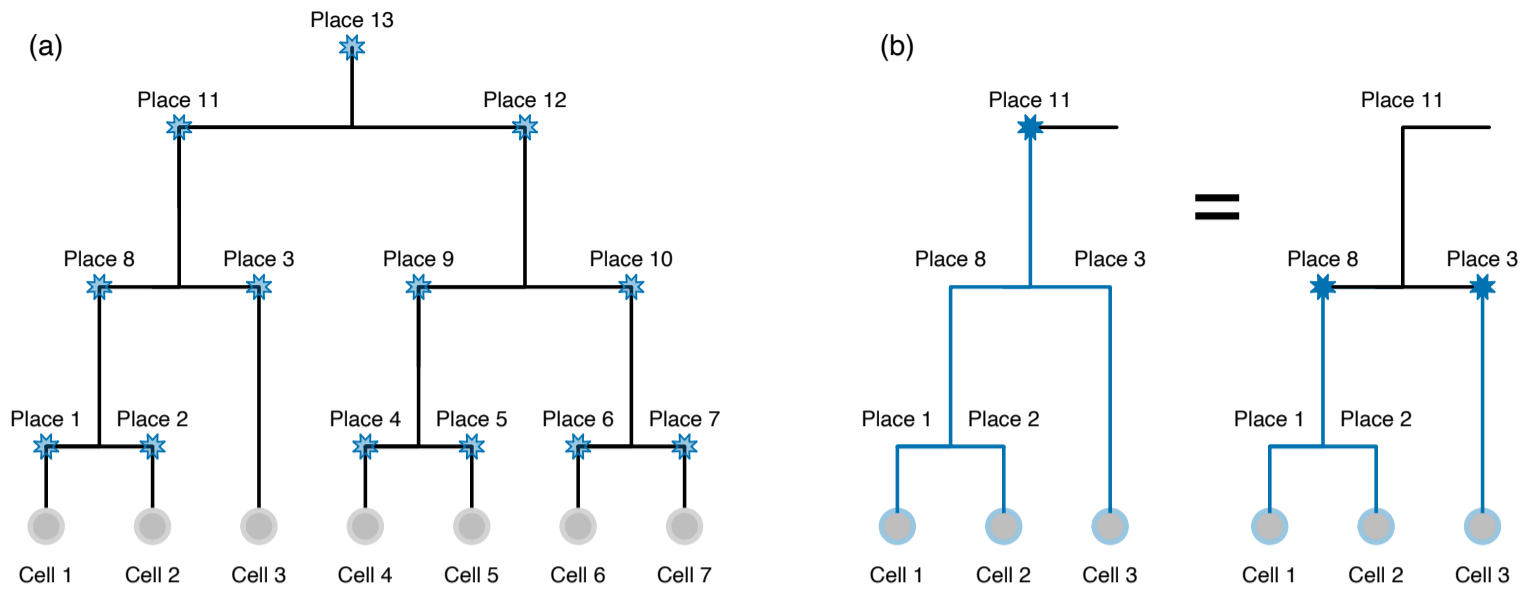 Place 13
(a)
(b)
Place 11 Place 12 Place 11 Place 11
=
Place 8 Place 3 Place 9 Place 10 Place 8 Place 3 Place 8 Place 3
Place 1 Place 2 Place 4 Place 5 Place 6 Place 7 Place 1 Place 2 Place 1 Place 2
Cell 1 Cell 2 Cell 3 Cell 4 Cell 5 Cell 6 Cell 7 Cell 1 Cell 2 Cell 3 Cell 1 Cell 2 Cell 3